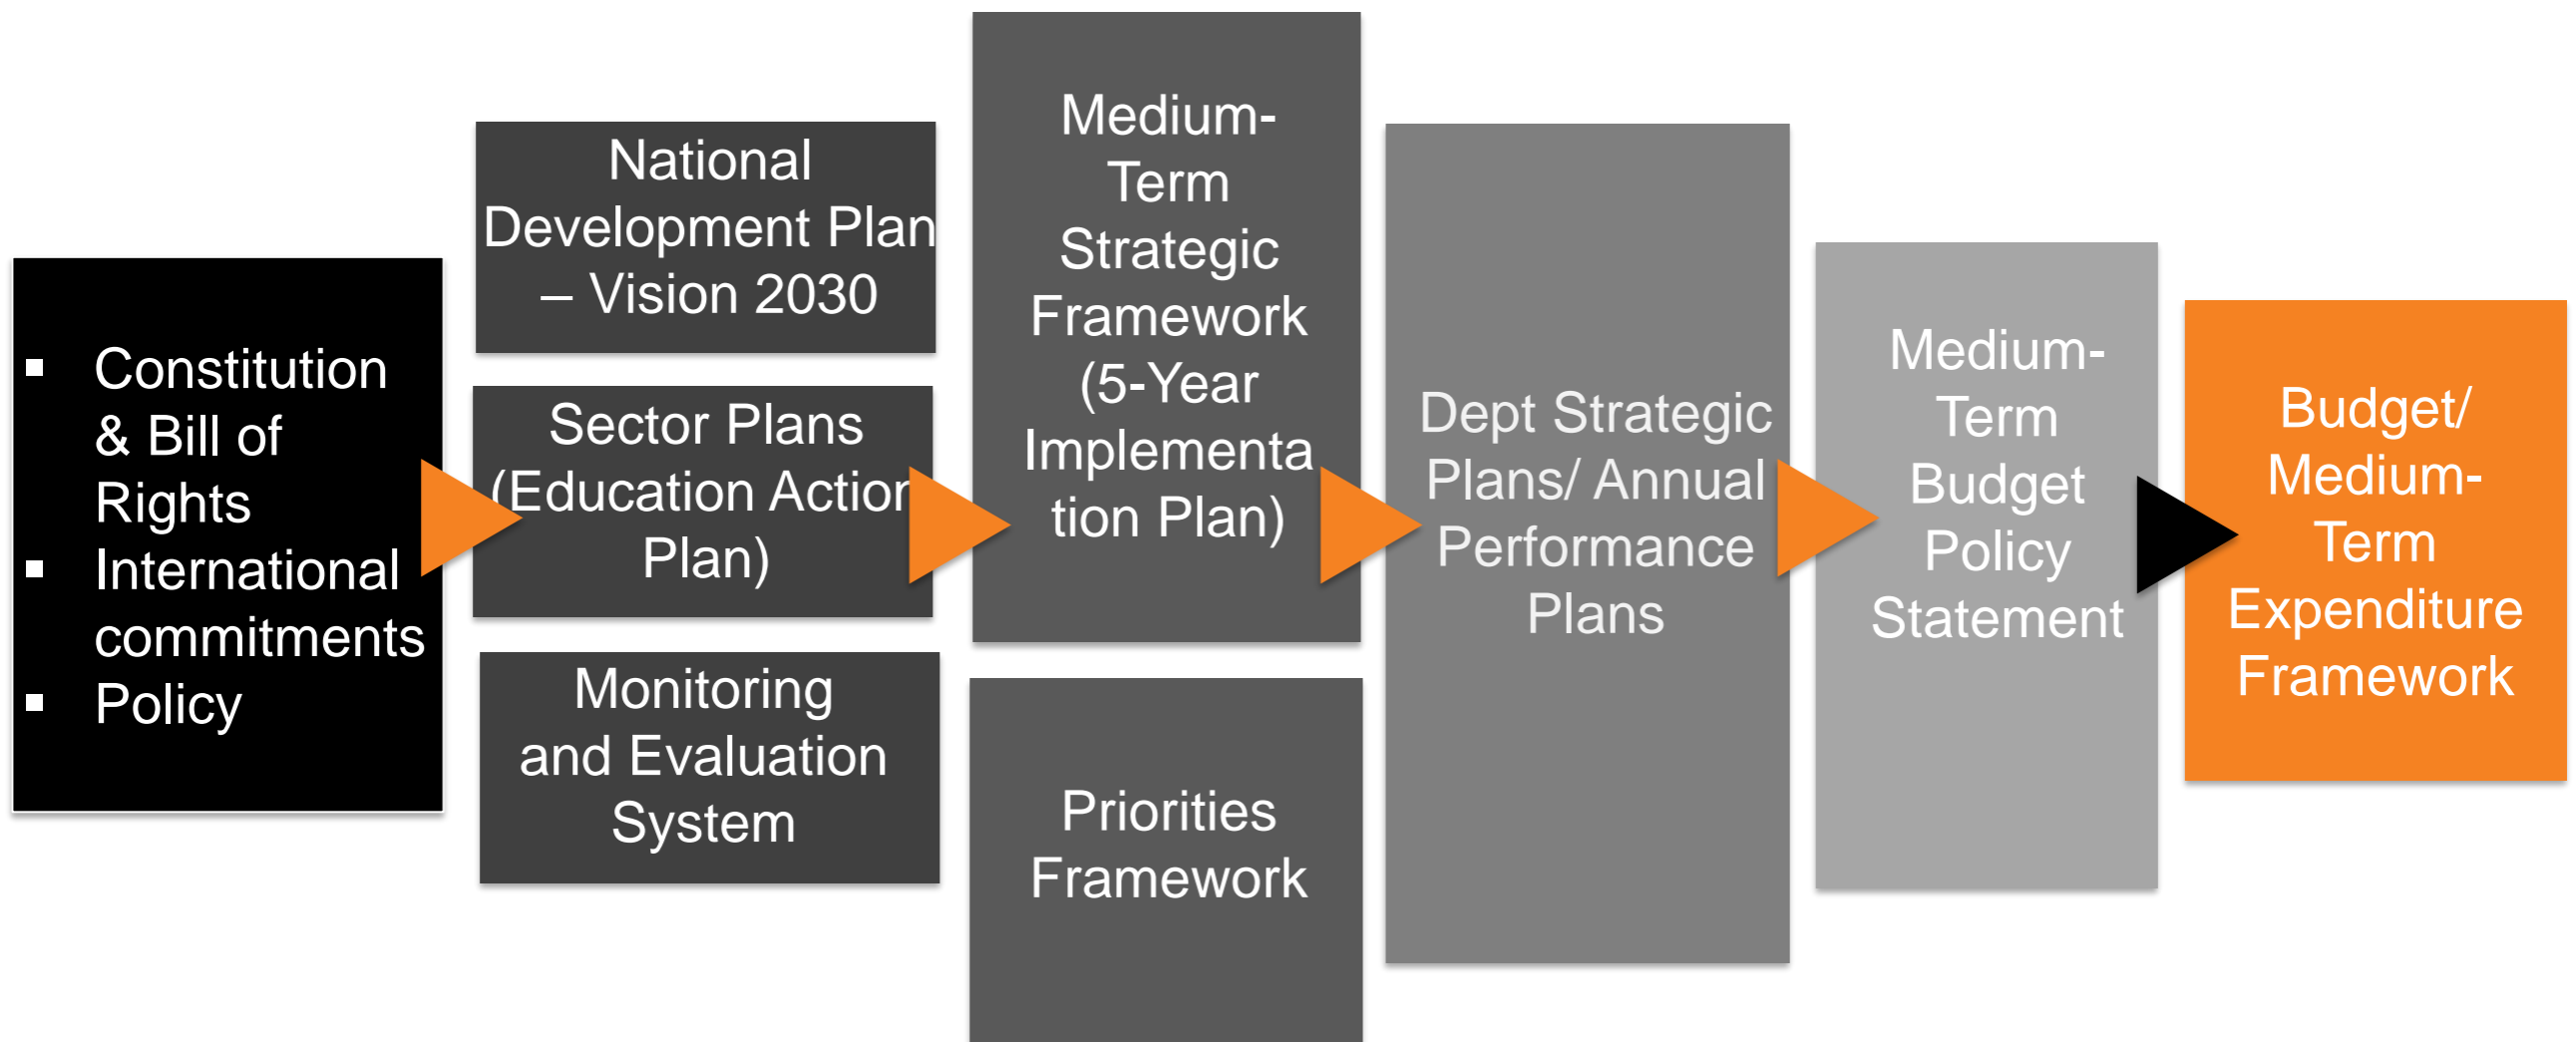 ▪ Constitution
& Bill of
Rights
▪ International
commitments
▪ Policy
National
Development Plan
– Vision 2030
Sector Plans
(Education Action
Plan)
Monitoring
and Evaluation
System
Medium-
Term
Strategic
Framework
(5-Year
Implementa
tion Plan)
Priorities
Framework
Dept Strategic
Plans/ Annual
Performance
Plans
Medium-
Term
Budget
Policy
Statement
Budget/
Medium-
Term
Expenditure
Framework